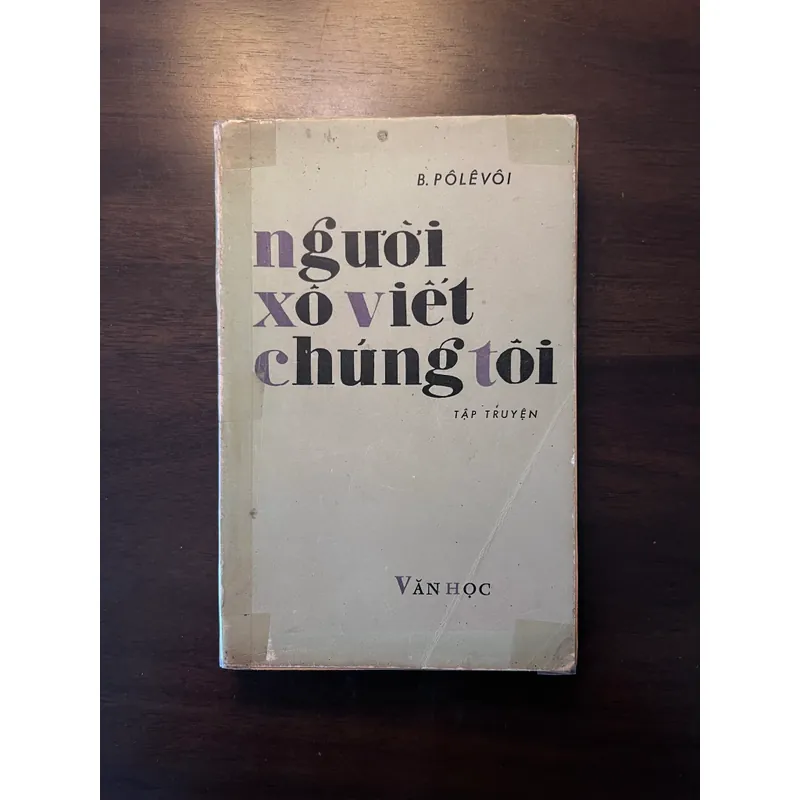 B. PÔLÊVÔI
người
xô viết
chúng tôi
TẬP TRUYỆN
VĂN HỌC